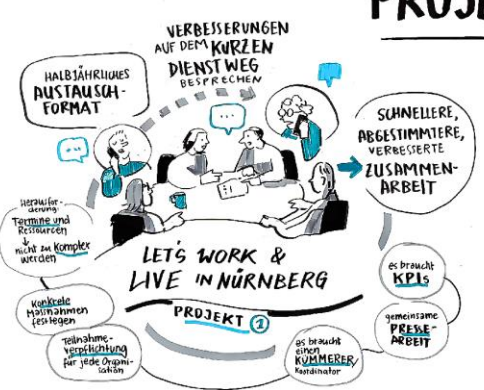 PROJE
VERBESSERUNGEN
AUF DEM KURZEN
DIENSTWEG
BESPRECHEN
HALBJÄHRLICHES
AUSTAUSCH-
FORMAT
SCHNELLERE,
ABGESTIMMTERE,
VERBESSERTE
ZUSAMMEN-
ARBEIT
Herausfor-
derung:
Termine und
Ressourcen
↓
nicht zu komplex
werden
Konkrete
Massnahmen
festlegen
Teilnahme-
verpflichtung
für jede Organi-
sation
LET'S WORK &
LIVE IN NÜRNBERG
PROJEKT 1
es braucht
einen
KÜMMERER/
Koordinator
gemeinsame
PRESSE-
ARBEIT
es braucht
KPIs